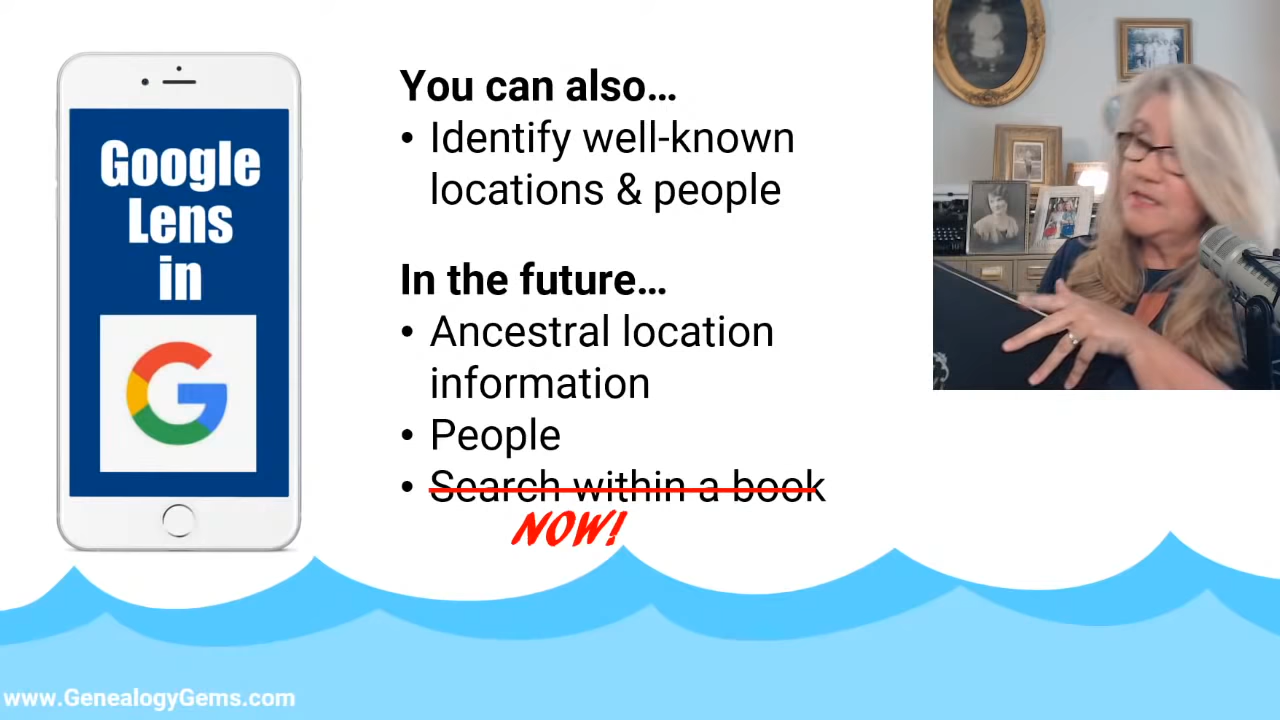 Google
Lens
in
G
You can also...
• Identify well-known
locations & people
In the future...
• Ancestral location
information
• People
• Search within a book
NOW!
www.GenealogyGems.com